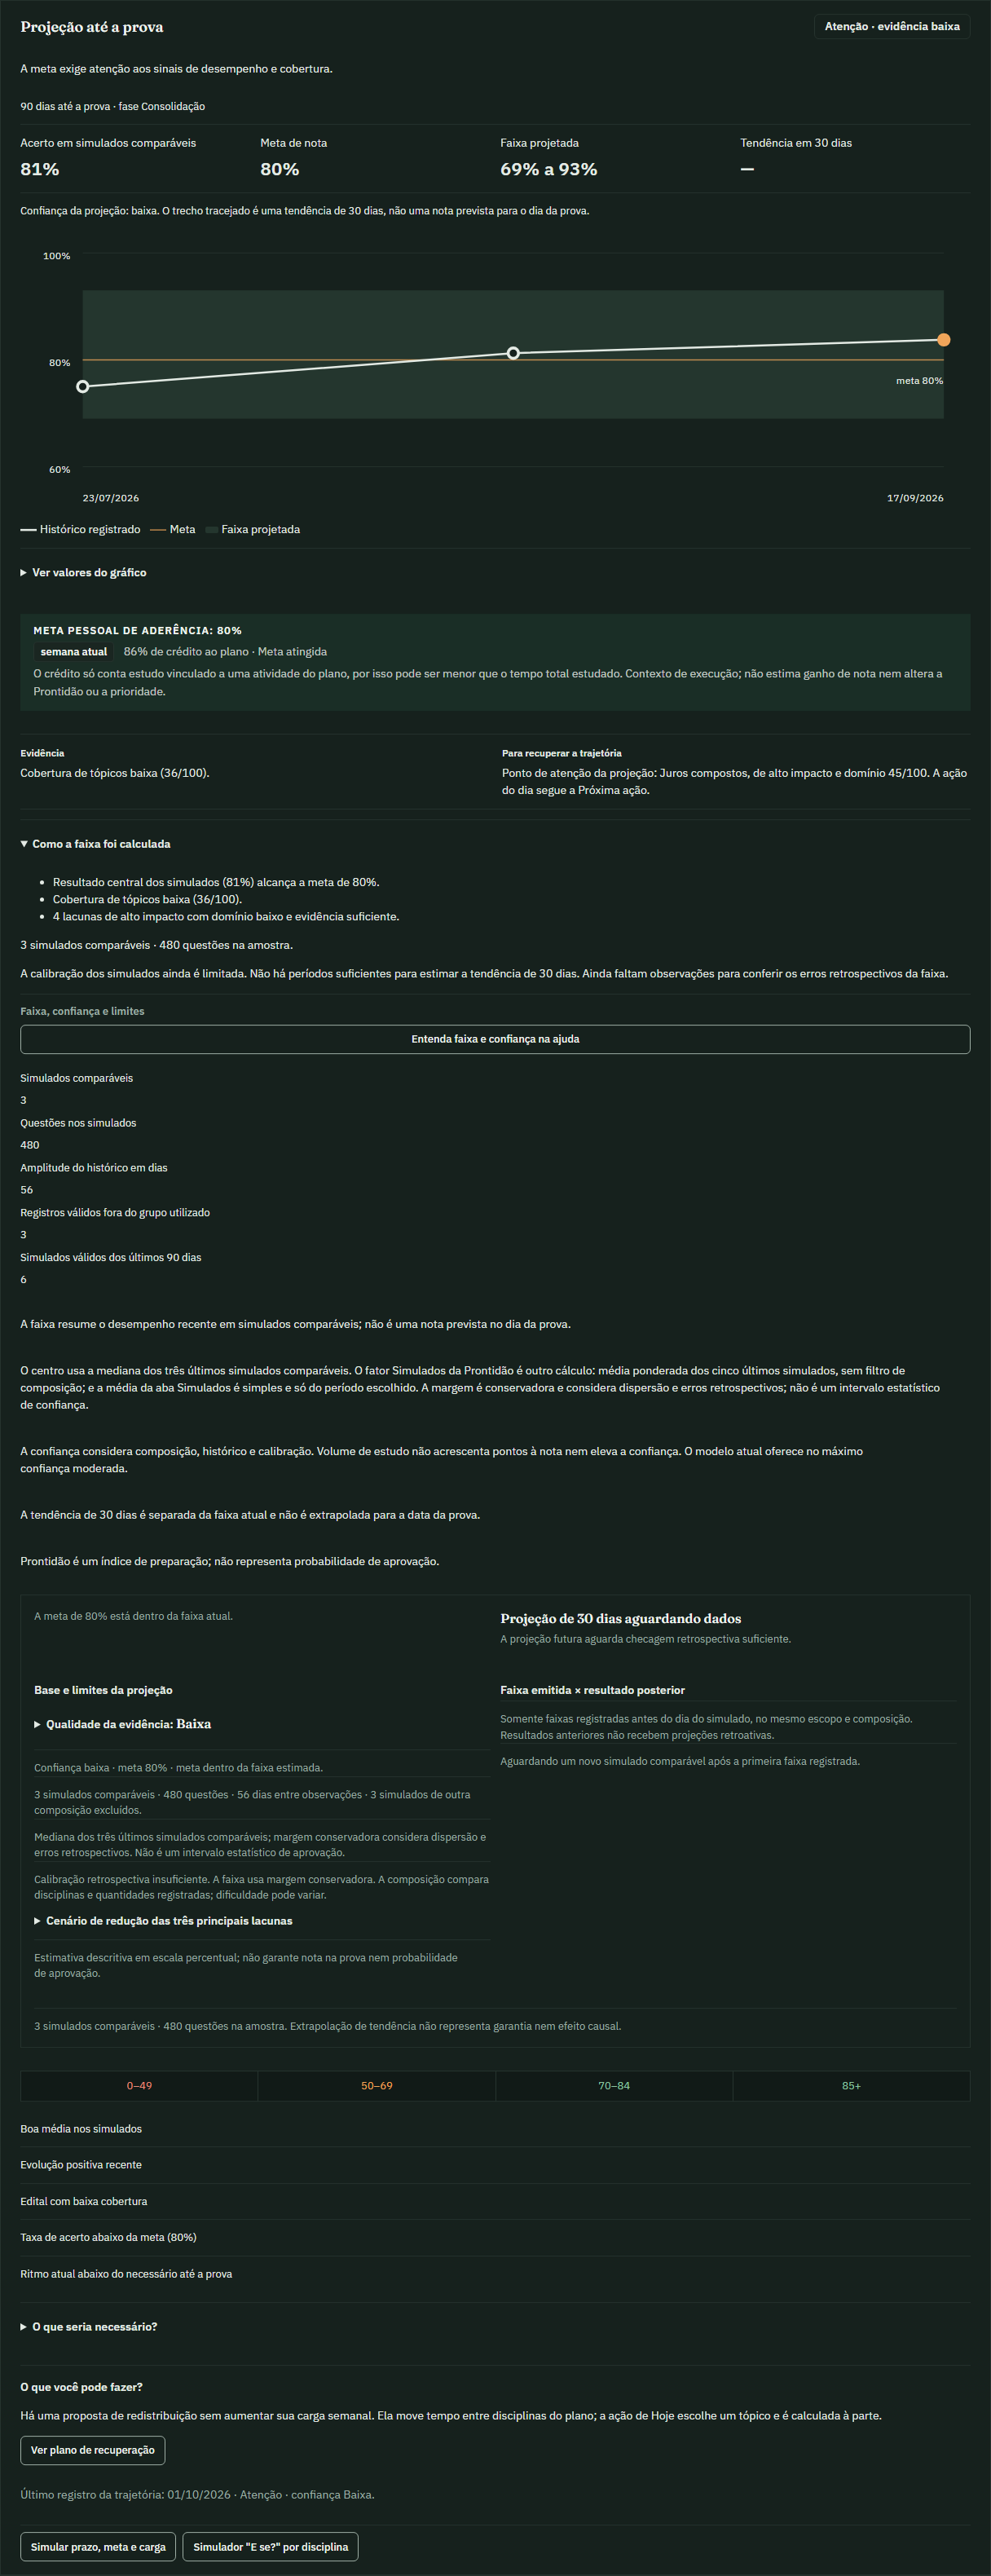 Projeção até a prova
Atenção · evidência baixa
A meta exige atenção aos sinais de desempenho e cobertura.
90 dias até a prova · fase Consolidação
Acerto em simulados comparáveis
81%
Meta de nota
80%
Faixa projetada
69% a 93%
Tendência em 30 dias
—
Confiança da projeção: baixa. O trecho tracejado é uma tendência de 30 dias, não uma nota prevista para o dia da prova.
100%
80%
meta 80%
60%
23/07/2026
17/09/2026
Histórico registrado
Meta
Faixa projetada
Ver valores do gráfico
META PESSOAL DE ADERÊNCIA: 80%
semana atual 86% de crédito ao plano · Meta atingida
O crédito só conta estudo vinculado a uma atividade do plano, por isso pode ser menor que o tempo total estudado. Contexto de execução; não estima ganho de nota nem altera a
Prontidão ou a prioridade.
Evidência
Cobertura de tópicos baixa (36/100).
Para recuperar a trajetória
Ponto de atenção da projeção: Juros compostos, de alto impacto e domínio 45/100. A ação
do dia segue a Próxima ação.
Como a faixa foi calculada
• Resultado central dos simulados (81%) alcança a meta de 80%.
• Cobertura de tópicos baixa (36/100).
• 4 lacunas de alto impacto com domínio baixo e evidência suficiente.
3 simulados comparáveis · 480 questões na amostra.
A calibração dos simulados ainda é limitada. Não há períodos suficientes para estimar a tendência de 30 dias. Ainda faltam observações para conferir os erros retrospectivos da faixa.
Faixa, confiança e limites
Entenda faixa e confiança na ajuda
Simulados comparáveis
3
Questões nos simulados
480
Amplitude do histórico em dias
56
Registros válidos fora do grupo utilizado
3
Simulados válidos dos últimos 90 dias
6
A faixa resume o desempenho recente em simulados comparáveis; não é uma nota prevista no dia da prova.
O centro usa a mediana dos três últimos simulados comparáveis. O fator Simulados da Prontidão é outro cálculo: média ponderada dos cinco últimos simulados, sem filtro de
composição; e a média da aba Simulados é simples e só do período escolhido. A margem é conservadora e considera dispersão e erros retrospectivos; não é um intervalo estatístico
de confiança.
A confiança considera composição, histórico e calibração. Volume de estudo não acrescenta pontos à nota nem eleva a confiança. O modelo atual oferece no máximo
confiança moderada.
A tendência de 30 dias é separada da faixa atual e não é extrapolada para a data da prova.
Prontidão é um índice de preparação; não representa probabilidade de aprovação.
A meta de 80% está dentro da faixa atual.
Projeção de 30 dias aguardando dados
A projeção futura aguarda checagem retrospectiva suficiente.
Base e limites da projeção
Qualidade da evidência: Baixa
Confiança baixa · meta 80% · meta dentro da faixa estimada.
3 simulados comparáveis · 480 questões · 56 dias entre observações · 3 simulados de outra
composição excluídos.
Mediana dos três últimos simulados comparáveis; margem conservadora considera dispersão e
erros retrospectivos. Não é um intervalo estatístico de aprovação.
Calibração retrospectiva insuficiente. A faixa usa margem conservadora. A composição compara
disciplinas e quantidades registradas; dificuldade pode variar.
Cenário de redução das três principais lacunas
Estimativa descritiva em escala percentual; não garante nota na prova nem probabilidade
de aprovação.
Faixa emitida × resultado posterior
Somente faixas registradas antes do dia do simulado, no mesmo escopo e composição.
Resultados anteriores não recebem projeções retroativas.
Aguardando um novo simulado comparável após a primeira faixa registrada.
3 simulados comparáveis · 480 questões na amostra. Extrapolação de tendência não representa garantia nem efeito causal.
0–49
50–69
70–84
85+
Boa média nos simulados
Evolução positiva recente
Edital com baixa cobertura
Taxa de acerto abaixo da meta (80%)
Ritmo atual abaixo do necessário até a prova
O que seria necessário?
O que você pode fazer?
Há uma proposta de redistribuição sem aumentar sua carga semanal. Ela move tempo entre disciplinas do plano; a ação de Hoje escolhe um tópico e é calculada à parte.
Ver plano de recuperação
Último registro da trajetória: 01/10/2026 · Atenção · confiança Baixa.
Simular prazo, meta e carga
Simulador "E se?" por disciplina